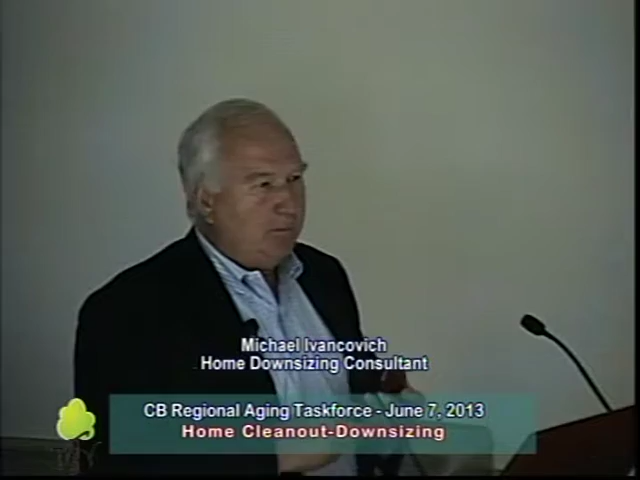 Michael Ivancovich
Home Downsizing Consultant
CB Regional Aging Taskforce - June 7, 2013
Home Cleanout-Downsizing